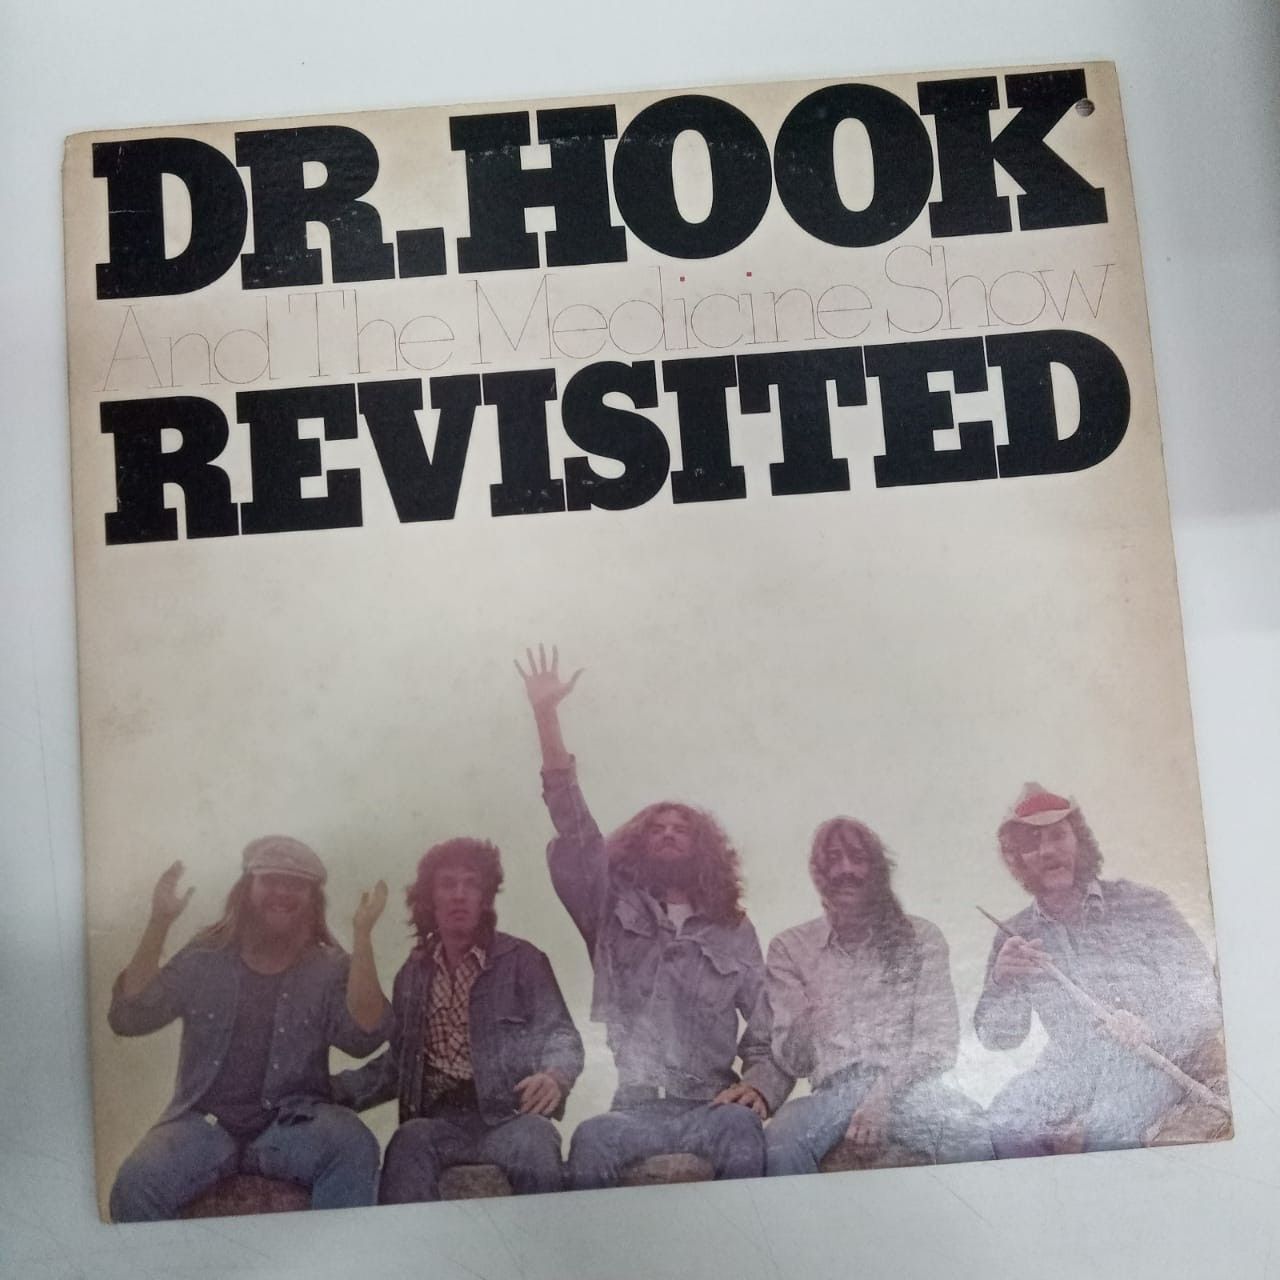 DR. HOOK
And The Medicine Show
REVISITED